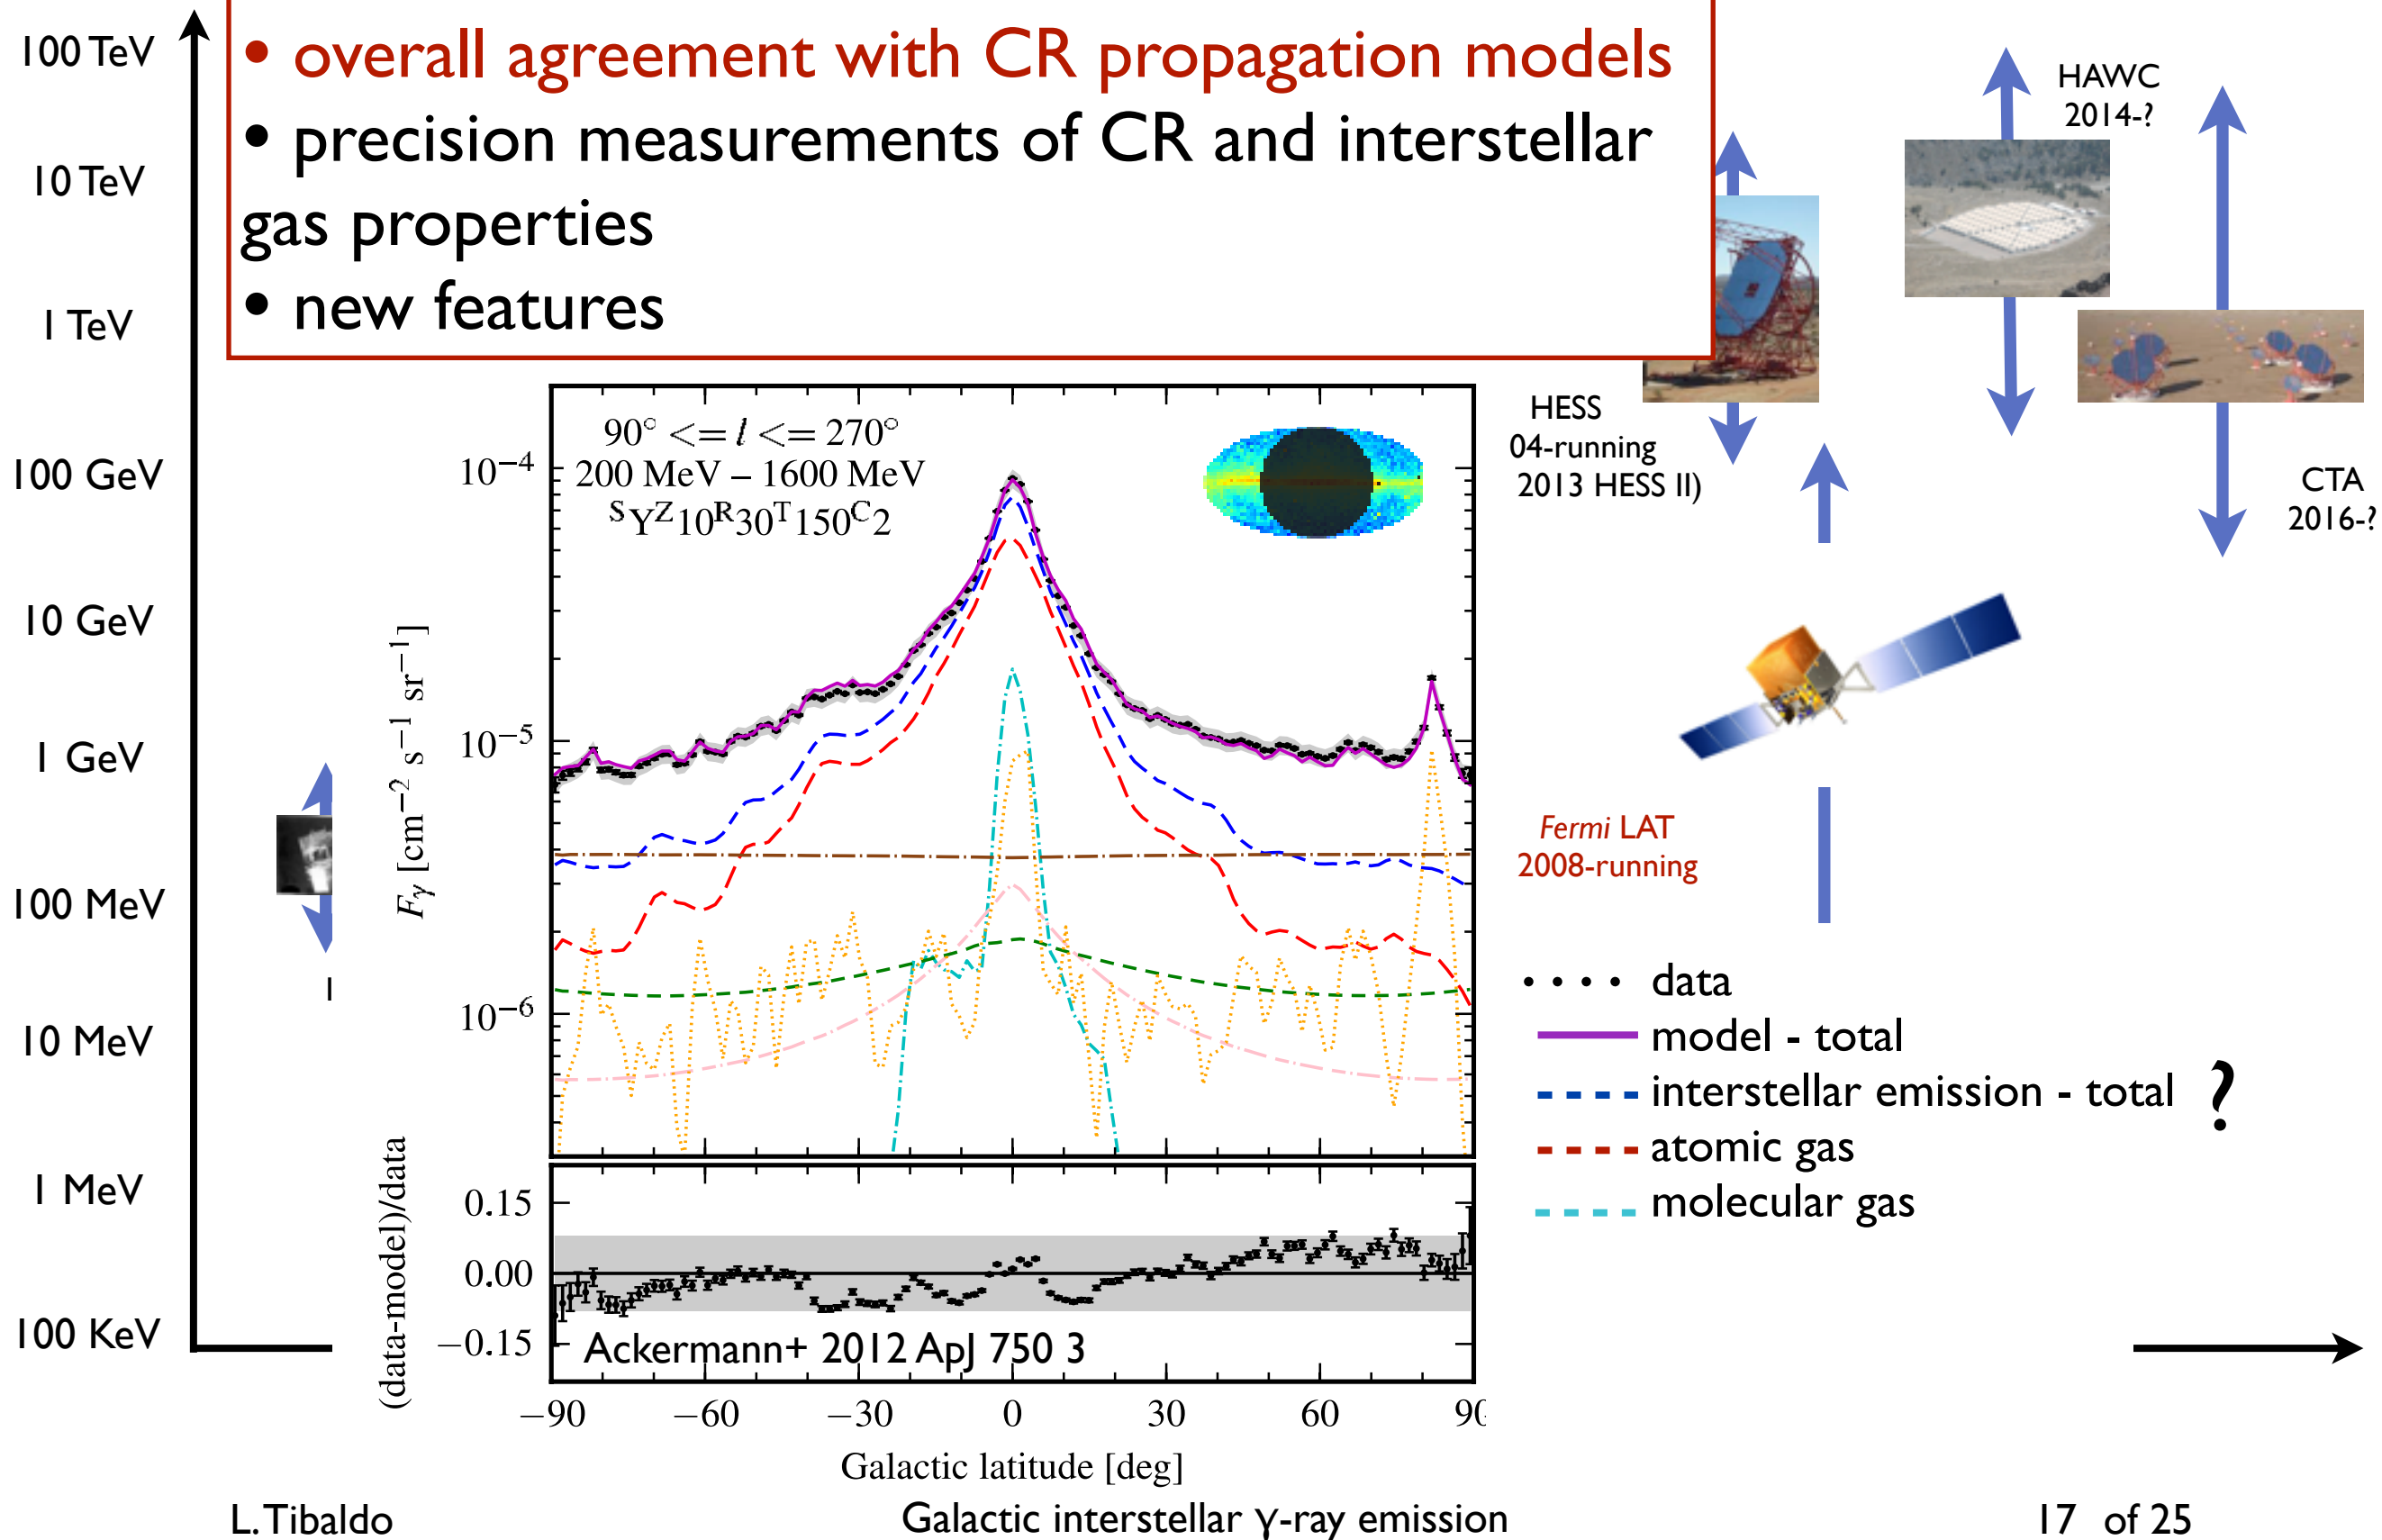 • overall agreement with CR propagation models
• precision measurements of CR and interstellar
gas properties
• new features
100 TeV
10 TeV
1 TeV
100 GeV
10 GeV
1 GeV
100 MeV
10 MeV
1 MeV
100 KeV
HAWC
2014-?
HESS
04-running
2013 HESS II)
CTA
2016-?
Fermi LAT
2008-running
90° <= l <= 270°
200 MeV – 1600 MeV
SYZ10R30T150C2
10−4
10−5
10−6
Fγ [cm−2 s−1 sr−1]
data
model - total
interstellar emission - total
?
atomic gas
molecular gas
(data-model)/data
0.15
0.00
−0.15
Ackermann+ 2012 ApJ 750 3
−90 −60 −30 0 30 60 90
Galactic latitude [deg]
L. Tibaldo
Galactic interstellar γ-ray emission
17 of 25